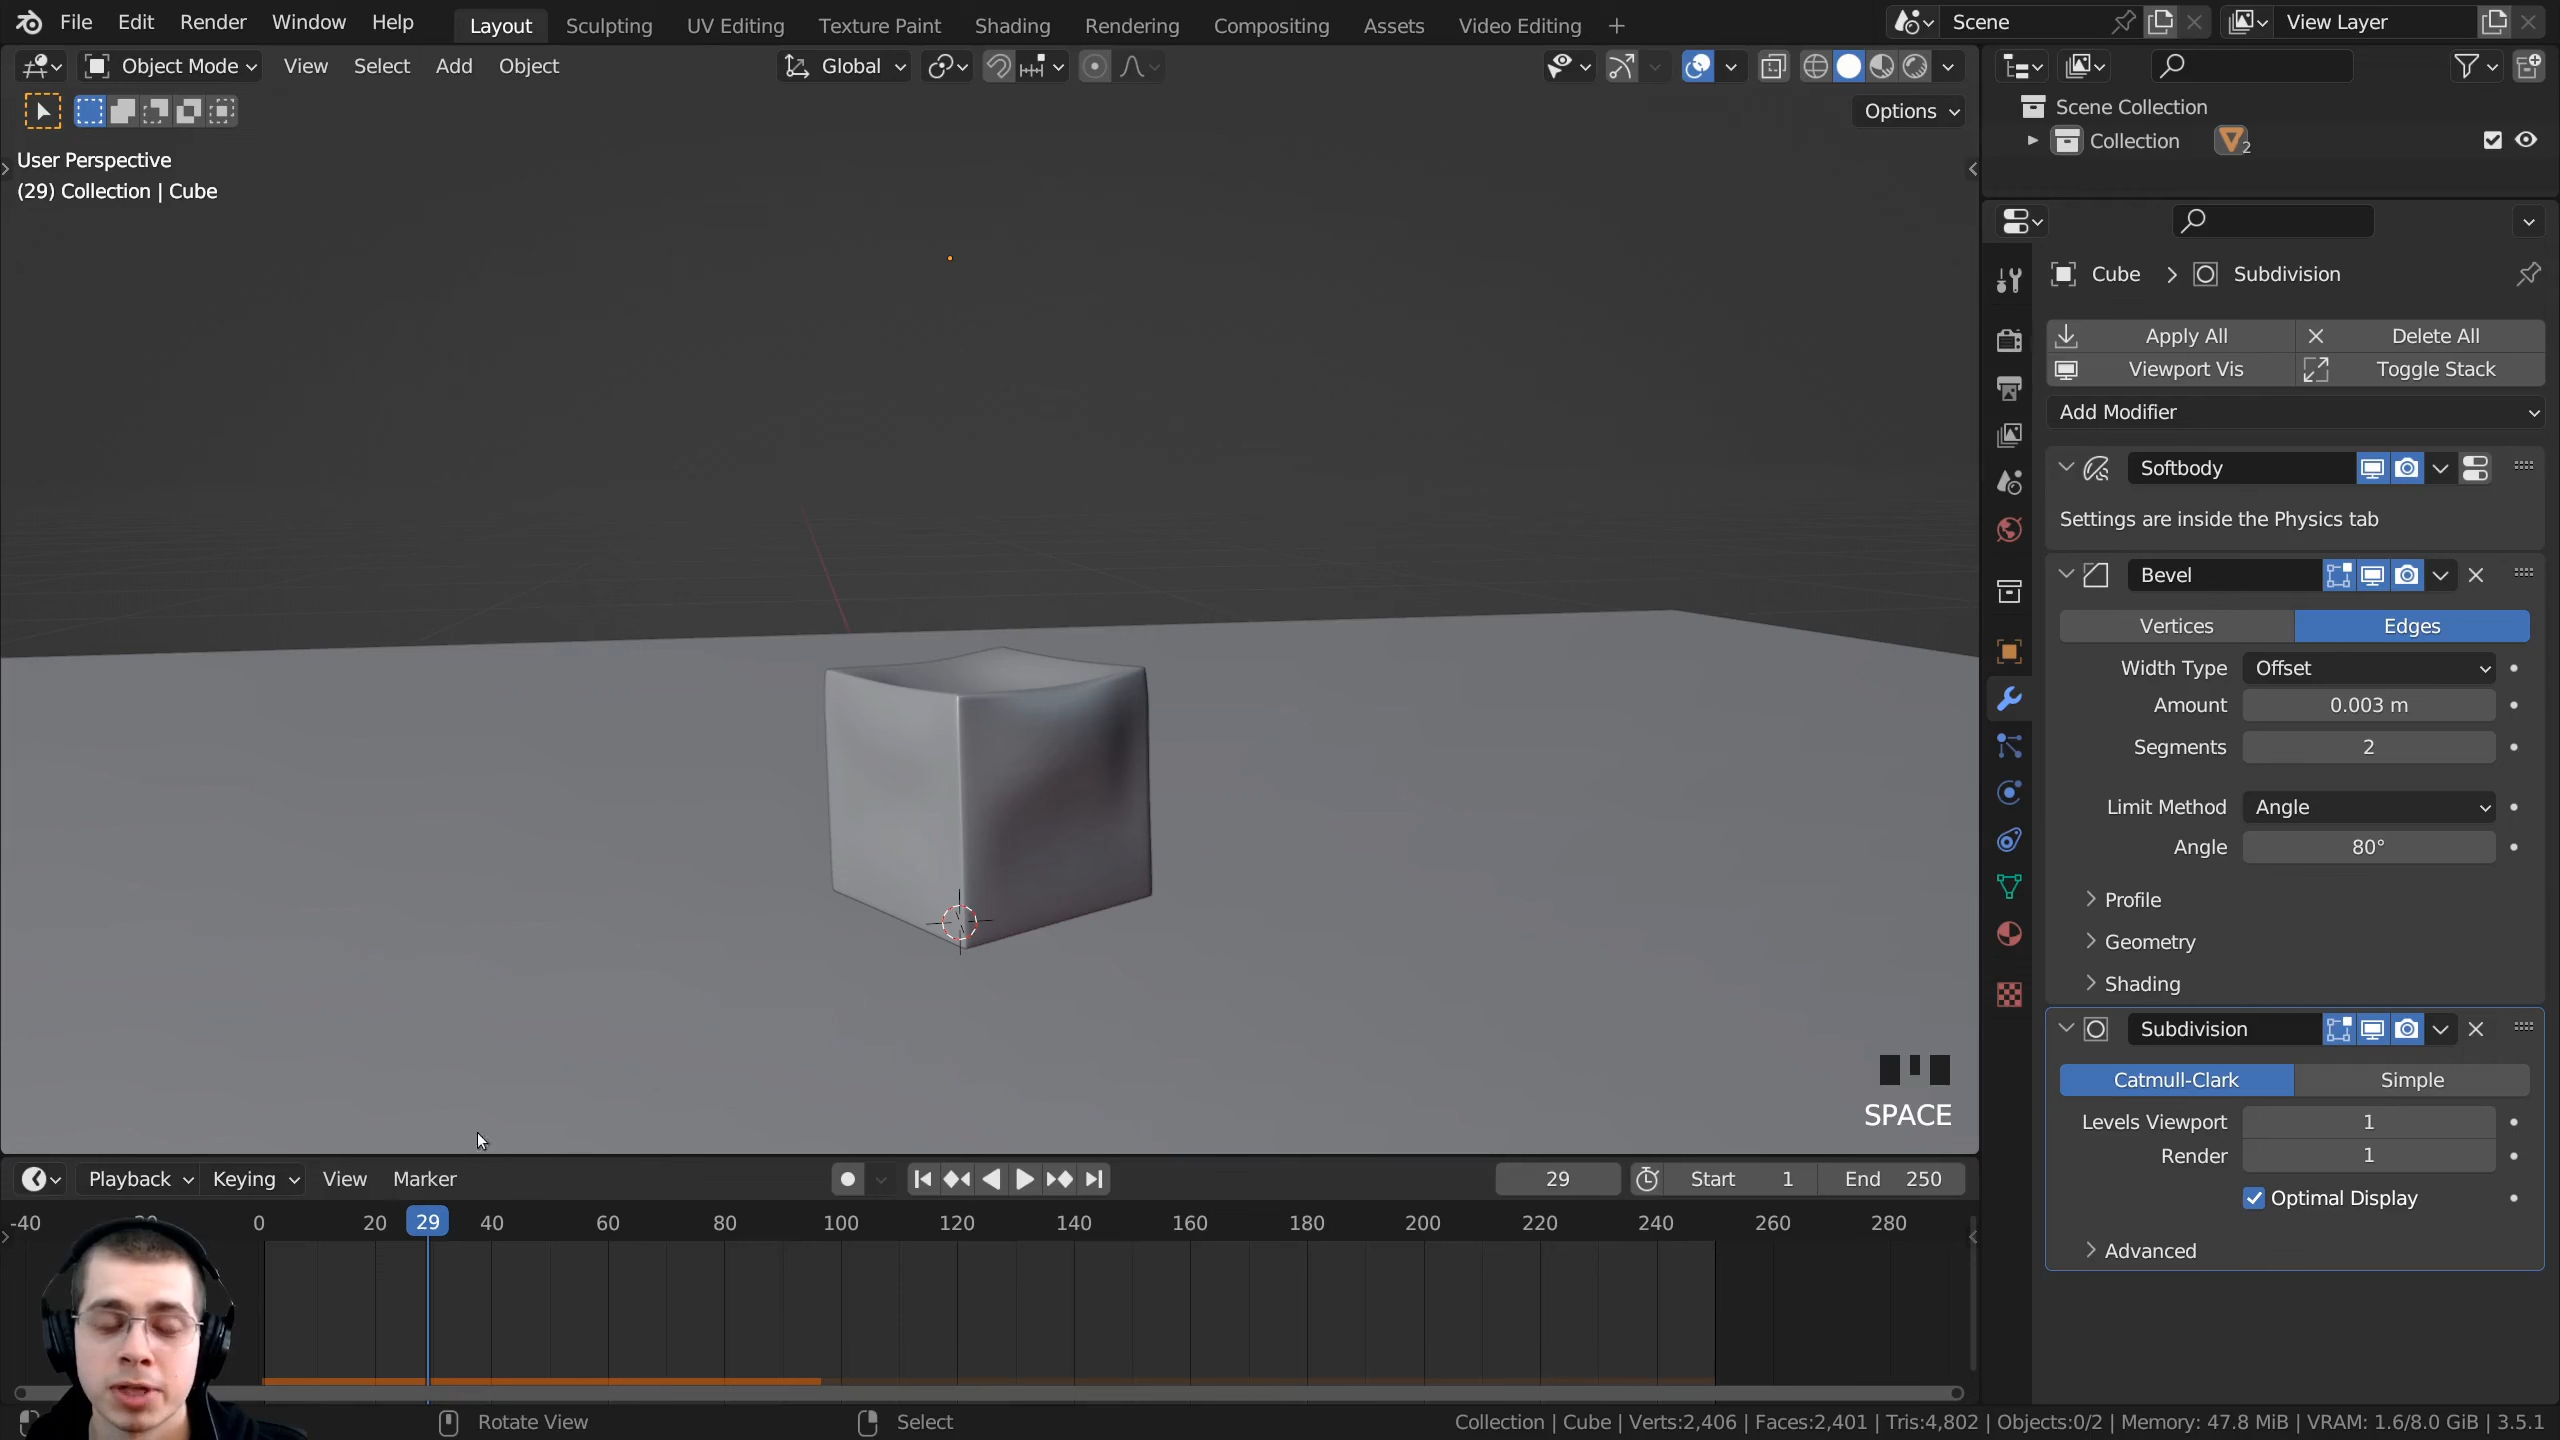 File Edit Render Window Help Layout Sculpting UV Editing Texture Paint Shading Rendering Compositing Assets Video Editing + Scene View Layer
Object Mode View Select Add Object Global
Options
User Perspective
(29) Collection | Cube
Scene Collection
Collection 2
Cube > Subdivision
Apply All Delete All
Viewport Vis Toggle Stack
Add Modifier
Softbody
Settings are inside the Physics tab
Bevel
Vertices Edges
Width Type Offset
Amount 0.003 m
Segments 2
Limit Method Angle
Angle 80°
Profile
Geometry
Shading
Subdivision
Catmull-Clark Simple
Levels Viewport 1
Render 1
Optimal Display
Advanced
SPACE
Playback Keying View Marker 29 Start 1 End 250
-40 0 20 29 40 60 80 100 120 140 160 180 200 220 240 260 280
Rotate View Select Collection | Cube | Verts:2,406 | Faces:2,401 | Tris:4,802 | Objects:0/2 | Memory: 47.8 MiB | VRAM: 1.6/8.0 GiB | 3.5.1